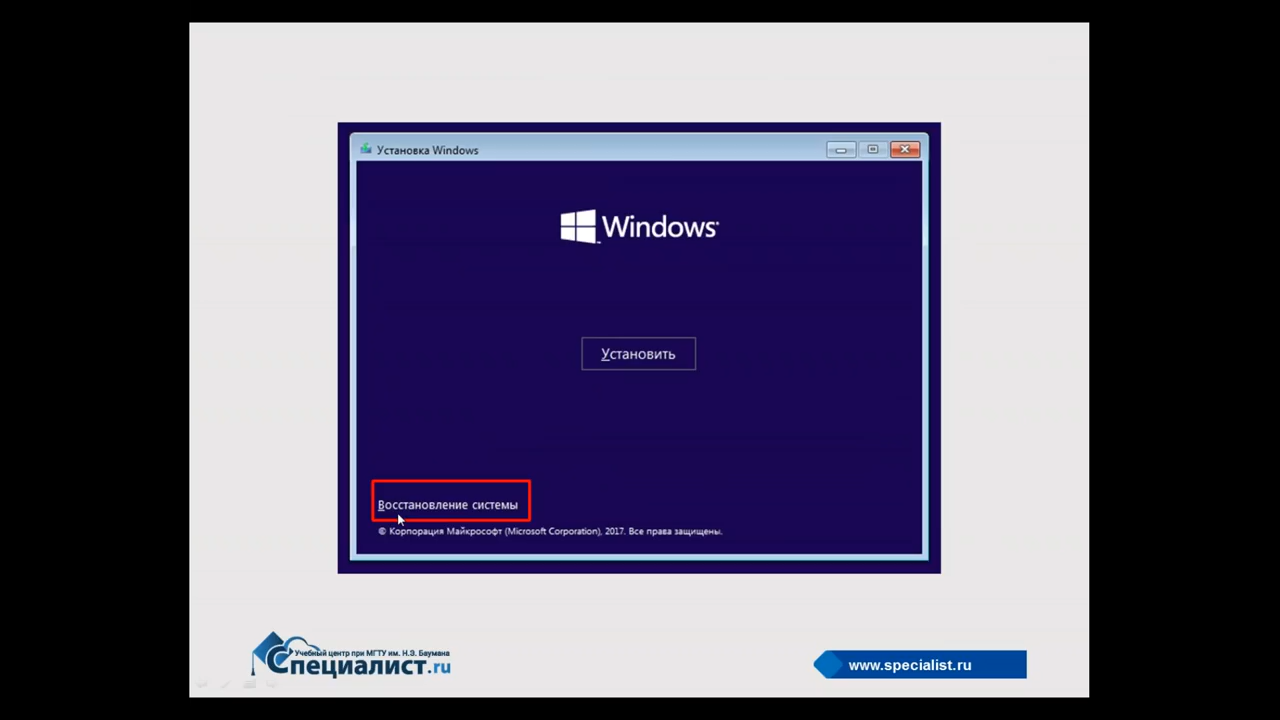 Установка Windows
Windows
Установить
Восстановление системы
© Корпорация Майкрософт (Microsoft Corporation), 2017. Все права защищены.
Учебный центр при МГТУ им. Н.Э. Баумана
Специалист.ru
www.specialist.ru